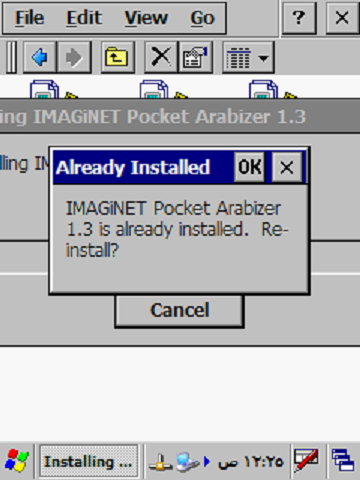 File Edit View Go ? ×
ing IMAGiNET Pocket Arabizer 1.3
lling IM
Already Installed OK ×
IMAGiNET Pocket Arabizer
1.3 is already installed. Re-
install?
Cancel
Installing ... ١٢:٢٥ ص